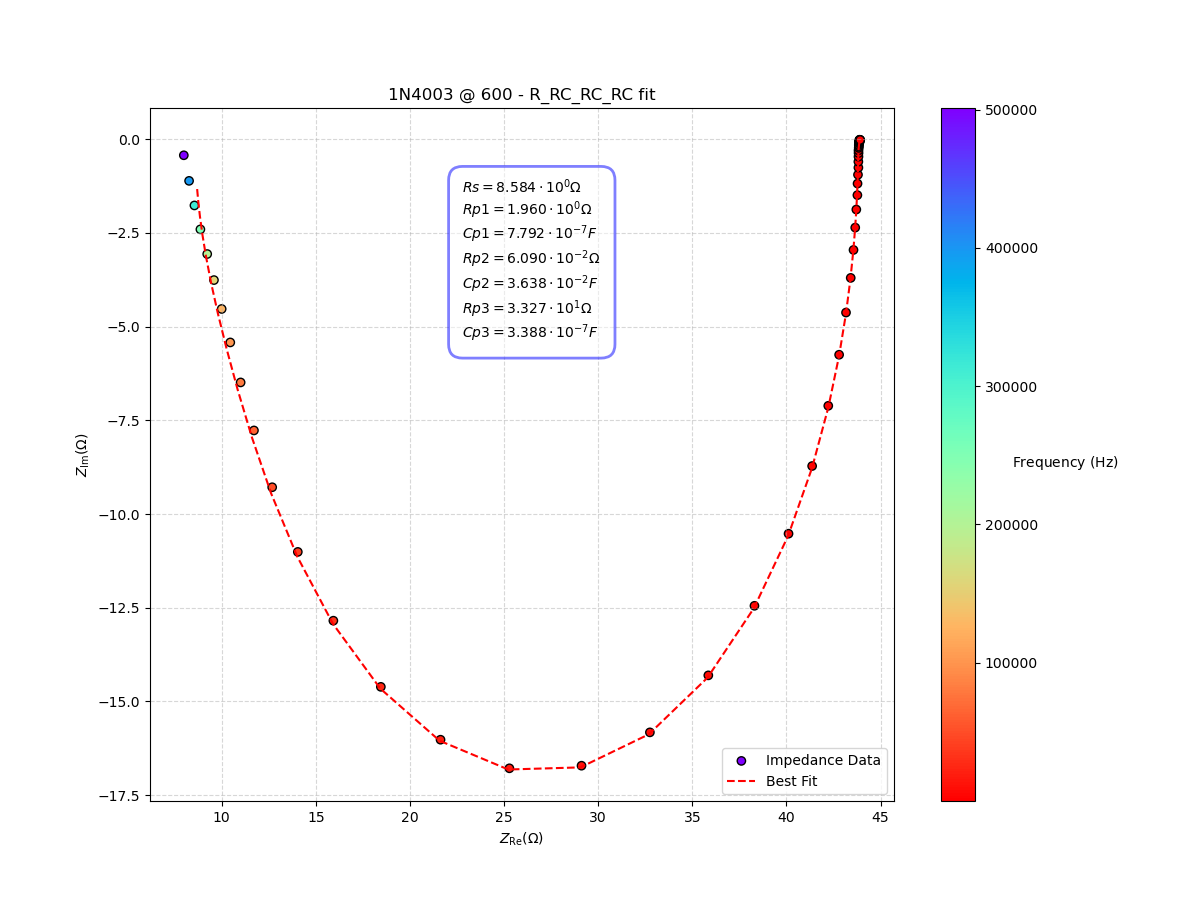 1N4003 @ 600 - R_RC_RC_RC fit
0.0
−2.5
−5.0
−7.5
−10.0
−12.5
−15.0
−17.5
Z_Im(Ω)
Rs = 8.584 · 10^0Ω
Rp1 = 1.960 · 10^0Ω
Cp1 = 7.792 · 10^−7F
Rp2 = 6.090 · 10^−2Ω
Cp2 = 3.638 · 10^−2F
Rp3 = 3.327 · 10^1Ω
Cp3 = 3.388 · 10^−7F
Impedance Data
Best Fit
10 15 20 25 30 35 40 45
Z_Re(Ω)
500000
400000
300000
200000
100000
Frequency (Hz)